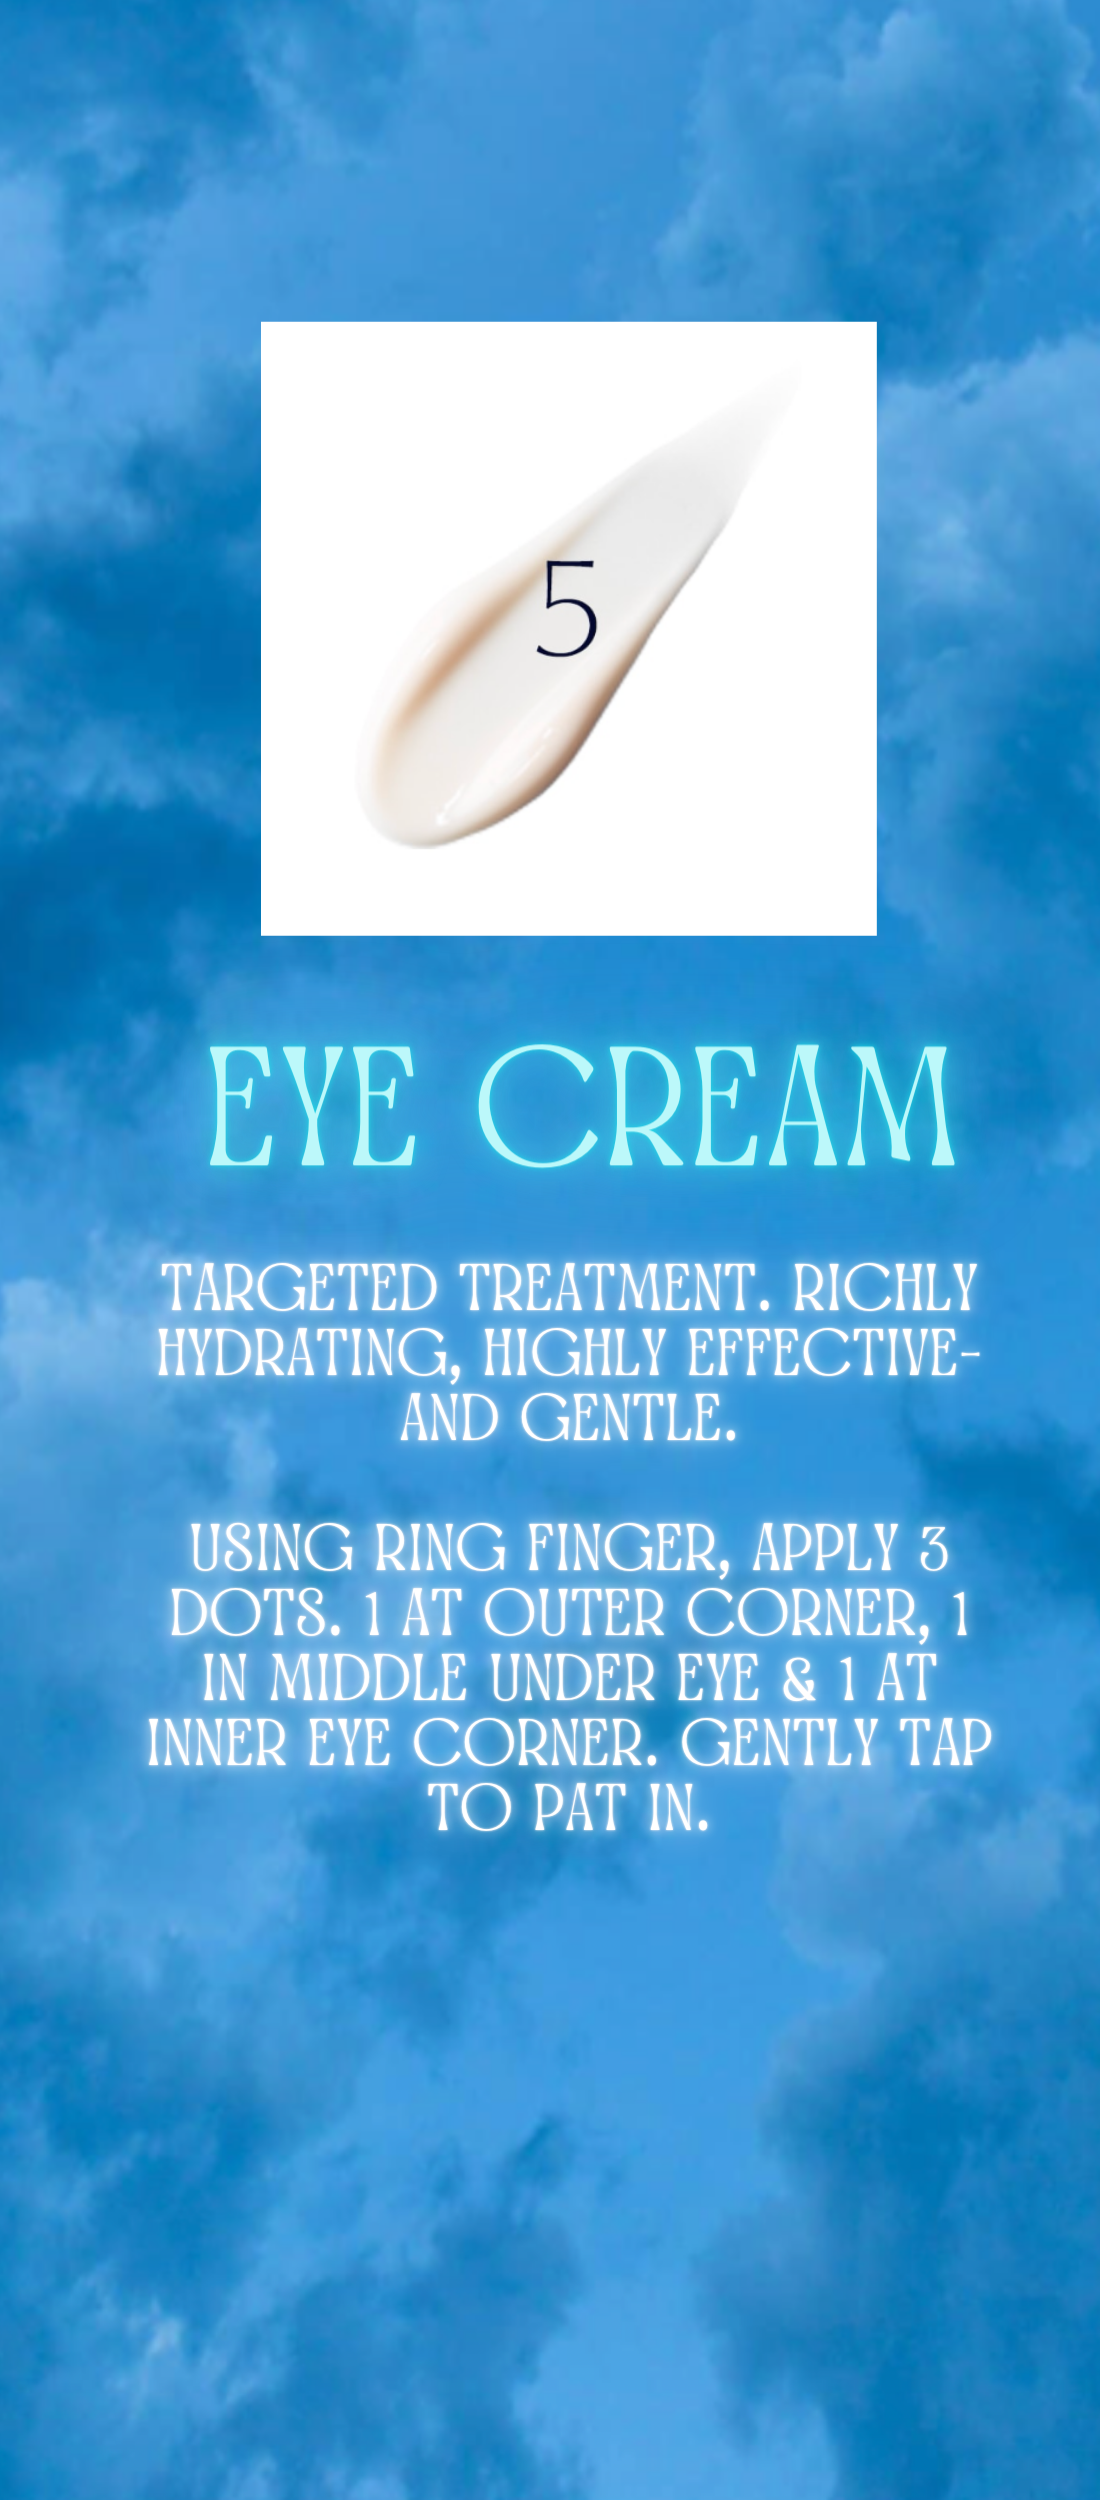 5
EYE CREAM
TARGETED TREATMENT. RICHLY
HYDRATING, HIGHLY EFFECTIVE-
AND GENTLE.
USING RING FINGER, APPLY 3
DOTS. 1 AT OUTER CORNER, 1
IN MIDDLE UNDER EYE & 1 AT
INNER EYE CORNER. GENTLY TAP
TO PAT IN.